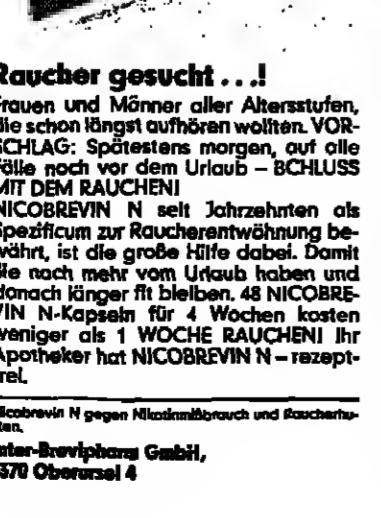 Raucher gesucht . . .!
Frauen und Männer aller Altersstufen,
die schon längst aufhören wollten. VOR-
SCHLAG: Spätestens morgen, auf alle
Fälle noch vor dem Urlaub – SCHLUSS
MIT DEM RAUCHEN!
NICOBREVIN N seit Jahrzehnten als
Spezificum zur Raucherentwöhnung be-
währt, ist die große Hilfe dabei. Damit
Sie noch mehr vom Urlaub haben und
danach länger fit bleiben. 48 NICOBRE-
VIN N-Kapseln für 4 Wochen kosten
weniger als 1 WOCHE RAUCHEN! Ihr
Apotheker hat NICOBREVIN N – rezept-
frei.
Nicobrevin N gegen Nikotinmißbrauch und Raucherhu-
sten.
Inter-Brevipharm GmbH,
6370 Oberursel 4